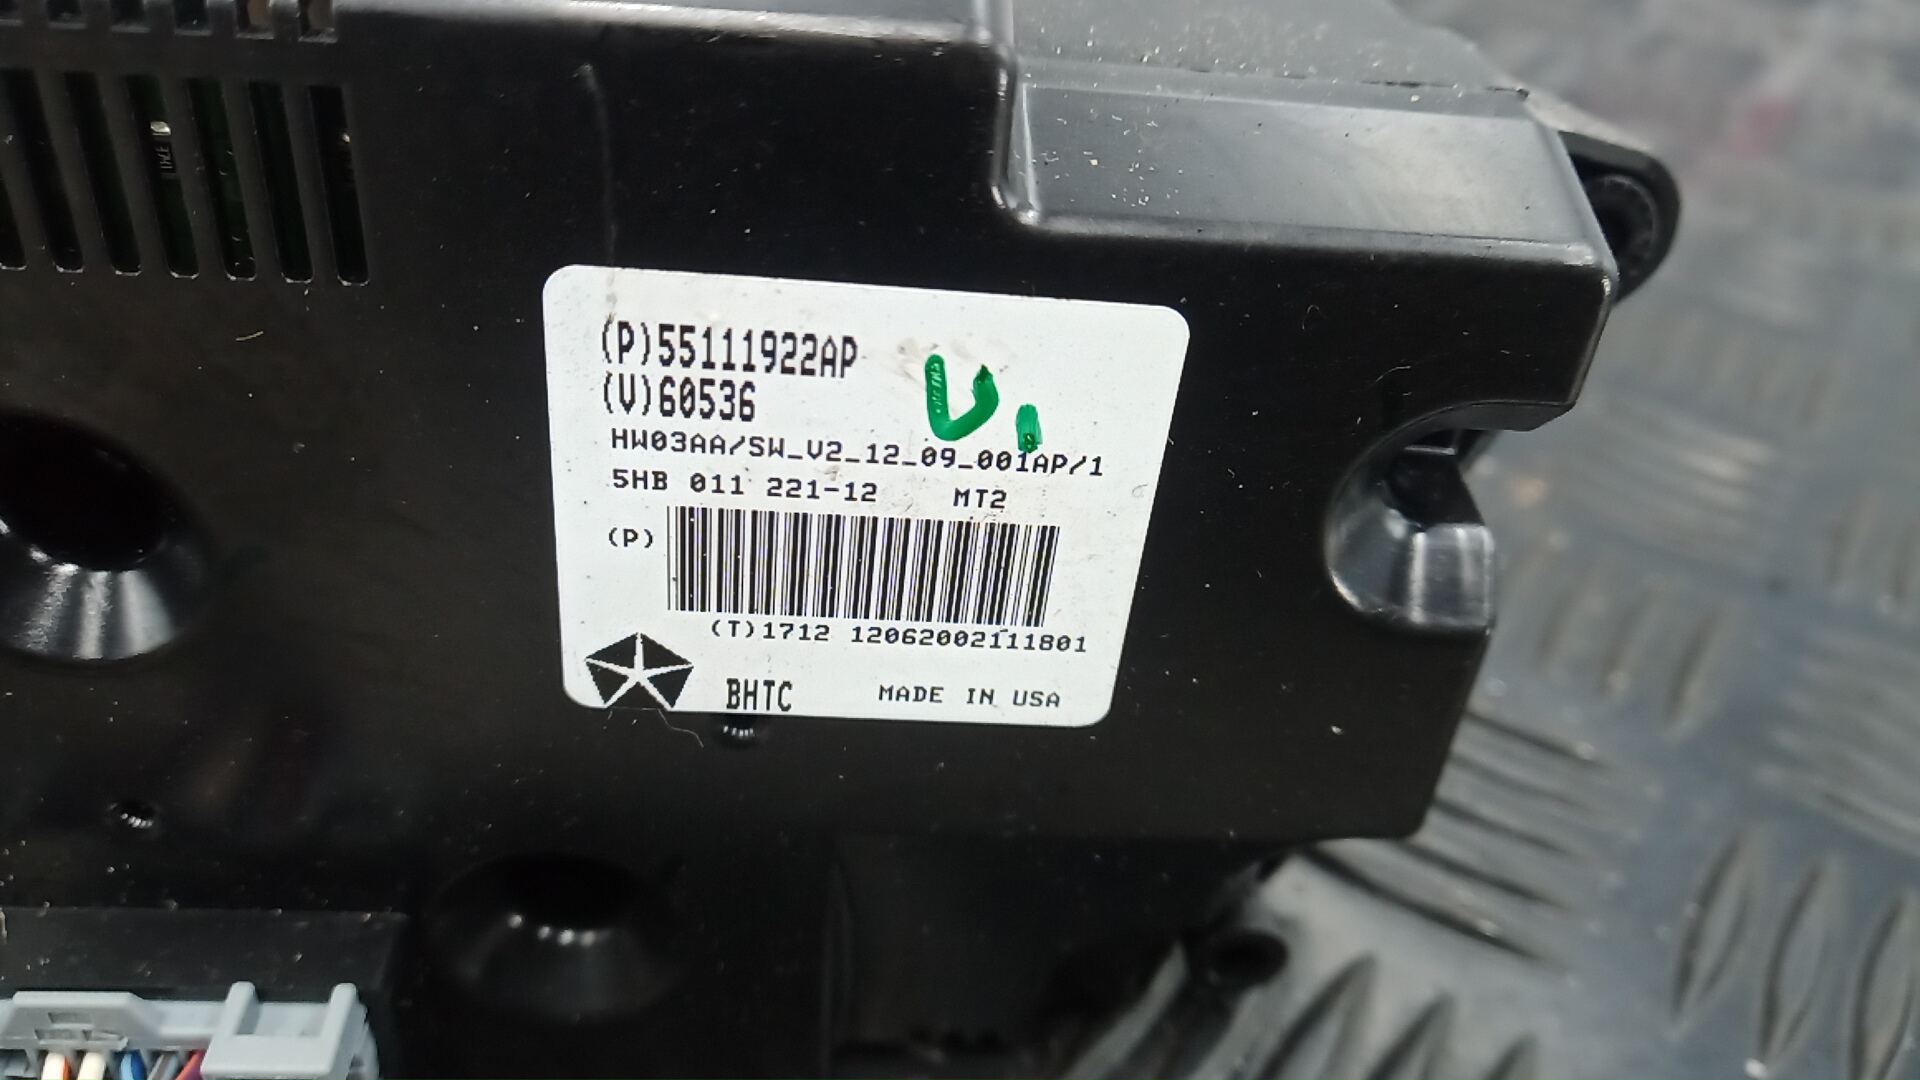 (P)55111922AP
(V)60536
HW03AA/SW_V2_12_09_001AP/1
5HB 011 221-12 MT2
(P)
(T)1712 12062002111801
BHTC MADE IN USA